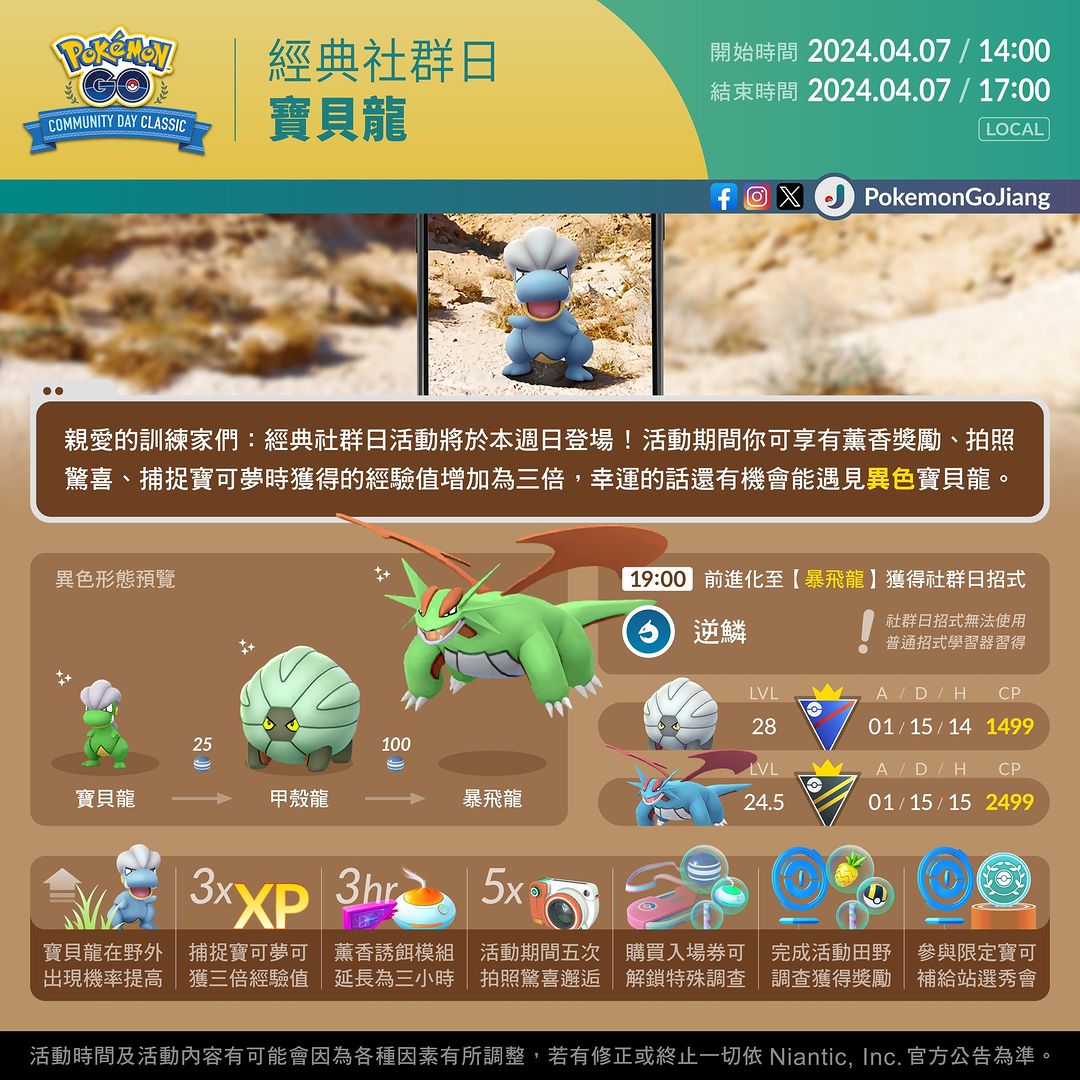 POKÉMON
GO
COMMUNITY DAY CLASSIC
經典社群日
寶貝龍
開始時間 2024.04.07 / 14:00
結束時間 2024.04.07 / 17:00
LOCAL
PokemonGoJiang
親愛的訓練家們：經典社群日活動將於本週日登場！活動期間你可享有薰香獎勵、拍照
驚喜、捕捉寶可夢時獲得的經驗值增加為三倍，幸運的話還有機會能遇見異色寶貝龍。
異色形態預覽
25
100
寶貝龍
甲殼龍
暴飛龍
19:00 前進化至【暴飛龍】獲得社群日招式
逆鱗
社群日招式無法使用
普通招式學習器習得
LVL A / D / H CP
28 01 / 15 / 14 1499
LVL A / D / H CP
24.5 01 / 15 / 15 2499
寶貝龍在野外
出現機率提高
3x XP
捕捉寶可夢可
獲三倍經驗值
3hr
薰香誘餌模組
延長為三小時
5x
活動期間五次
拍照驚喜邂逅
購買入場券可
解鎖特殊調查
完成活動田野
調查獲得獎勵
參與限定寶可
補給站選秀會
活動時間及活動內容有可能會因為各種因素有所調整，若有修正或終止一切依 Niantic, Inc. 官方公告為準。